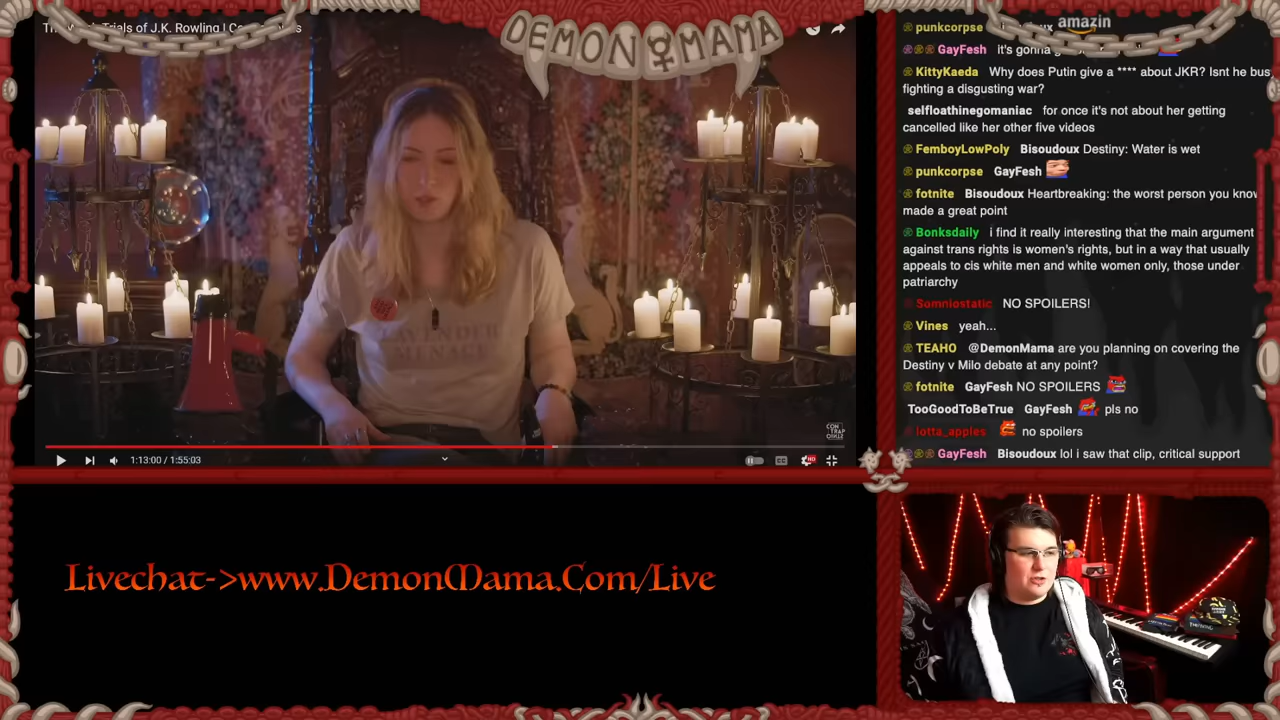 Trials of J.K. Rowling | Co
DEMON MAMA
amazin
punkcorpse
GayFesh it's gonna
KittyKaeda Why does Putin give a **** about JKR? Isnt he bus
fighting a disgusting war?
selfloathinegomaniac for once it's not about her getting
cancelled like her other five videos
FemboyLowPoly Bisoudoux Destiny: Water is wet
punkcorpse GayFesh
fotnite Bisoudoux Heartbreaking: the worst person you know
made a great point
Bonksdaily i find it really interesting that the main argument
against trans rights is women's rights, but in a way that usually
appeals to cis white men and white women only, those under
patriarchy
Somniostatic NO SPOILERS!
Vines yeah...
TEAHO @DemonMama are you planning on covering the
Destiny v Milo debate at any point?
fotnite GayFesh NO SPOILERS
TooGoodToBeTrue GayFesh pls no
lotta_apples no spoilers
GayFesh Bisoudoux lol i saw that clip, critical support
CON
TRAP
1:13:00 / 1:55:03
CC
HD
Livechat->www.DemonMama.Com/Live